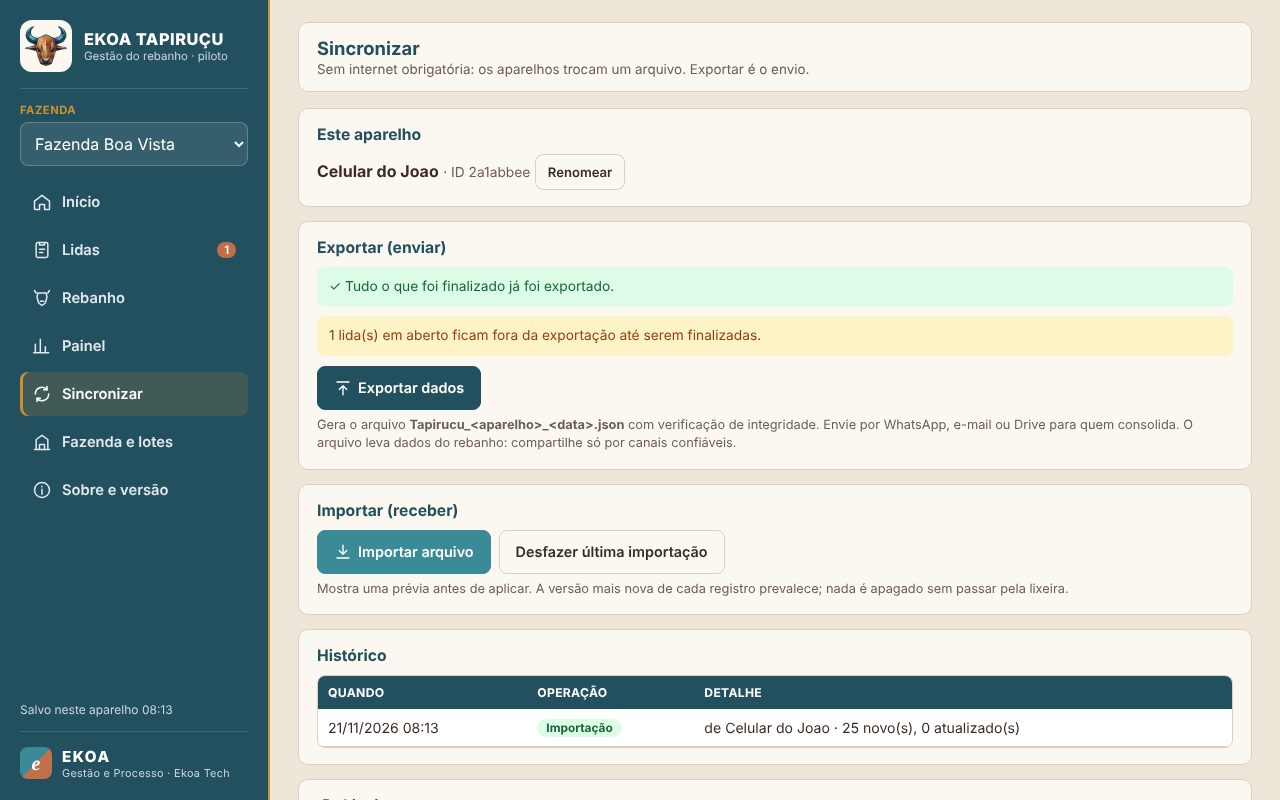 EKOA TAPIRUÇU
Gestão do rebanho · piloto
FAZENDA
Fazenda Boa Vista
Início
Lidas
1
Rebanho
Painel
Sincronizar
Fazenda e lotes
Sobre e versão
Salvo neste aparelho 08:13
e
EKOA
Gestão e Processo · Ekoa Tech
Sincronizar
Sem internet obrigatória: os aparelhos trocam um arquivo. Exportar é o envio.
Este aparelho
Celular do Joao · ID 2a1abbee
Renomear
Exportar (enviar)
✓ Tudo o que foi finalizado já foi exportado.
1 lida(s) em aberto ficam fora da exportação até serem finalizadas.
Exportar dados
Gera o arquivo Tapirucu_<aparelho>_<data>.json com verificação de integridade. Envie por WhatsApp, e-mail ou Drive para quem consolida. O
arquivo leva dados do rebanho: compartilhe só por canais confiáveis.
Importar (receber)
Importar arquivo
Desfazer última importação
Mostra uma prévia antes de aplicar. A versão mais nova de cada registro prevalece; nada é apagado sem passar pela lixeira.
Histórico
QUANDO OPERAÇÃO DETALHE
21/11/2026 08:13 Importação de Celular do Joao · 25 novo(s), 0 atualizado(s)